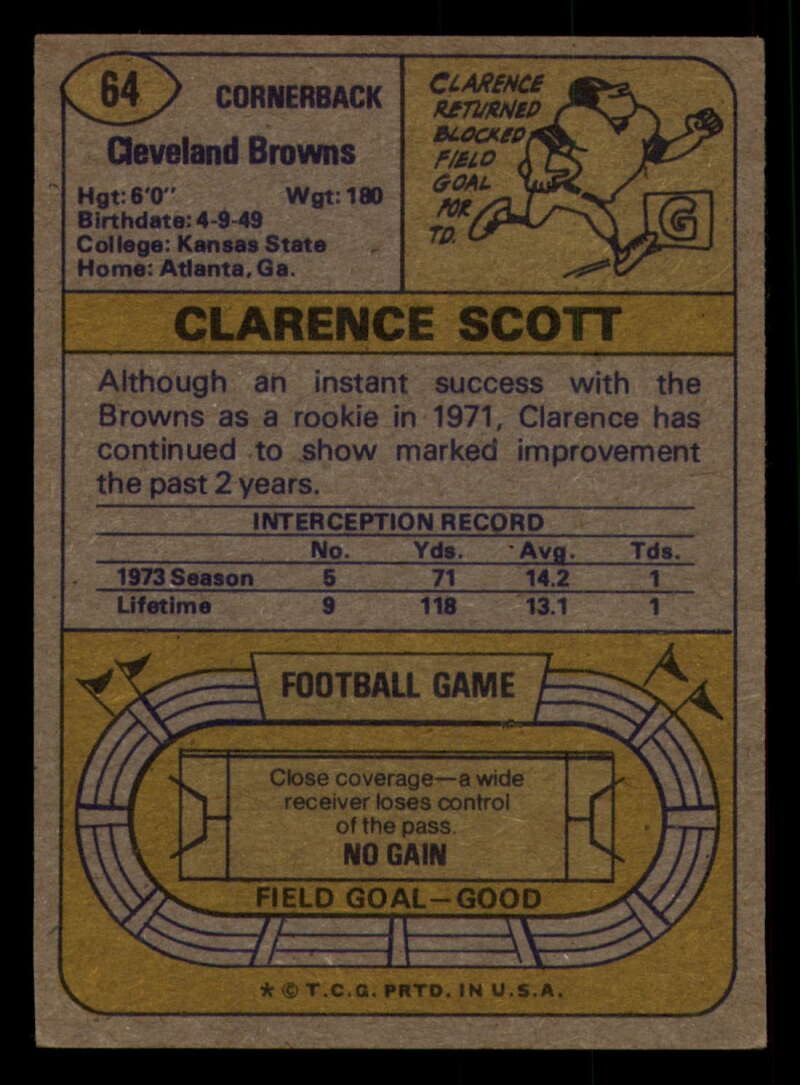 64
CORNERBACK
Cleveland Browns
Hgt: 6'0" Wgt: 180
Birthdate: 4-9-49
College: Kansas State
Home: Atlanta, Ga.
CLARENCE
RETURNED
BLOCKED
FIELD
GOAL
FOR
TD.
G
CLARENCE SCOTT
Although an instant success with the
Browns as a rookie in 1971, Clarence has
continued to show marked improvement
the past 2 years.
INTERCEPTION RECORD
No. Yds. Avg. Tds.
1973 Season 5 71 14.2 1
Lifetime 9 118 13.1 1
FOOTBALL GAME
Close coverage—a wide
receiver loses control
of the pass.
NO GAIN
FIELD GOAL—GOOD
* © T.C.G. PRTD. IN U.S.A.